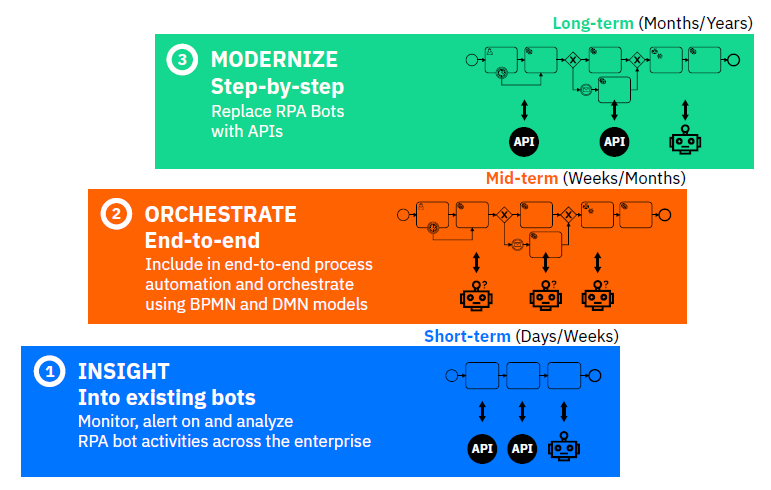 Long-term (Months/Years)
3
MODERNIZE
Step-by-step
Replace RPA Bots
with APIs
X
X
API
API
Mid-term (Weeks/Months)
2
ORCHESTRATE
End-to-end
Include in end-to-end process
automation and orchestrate
using BPMN and DMN models
X
X
?
?
?
Short-term (Days/Weeks)
1
INSIGHT
Into existing bots
Monitor, alert on and analyze
RPA bot activities across the enterprise
API
API